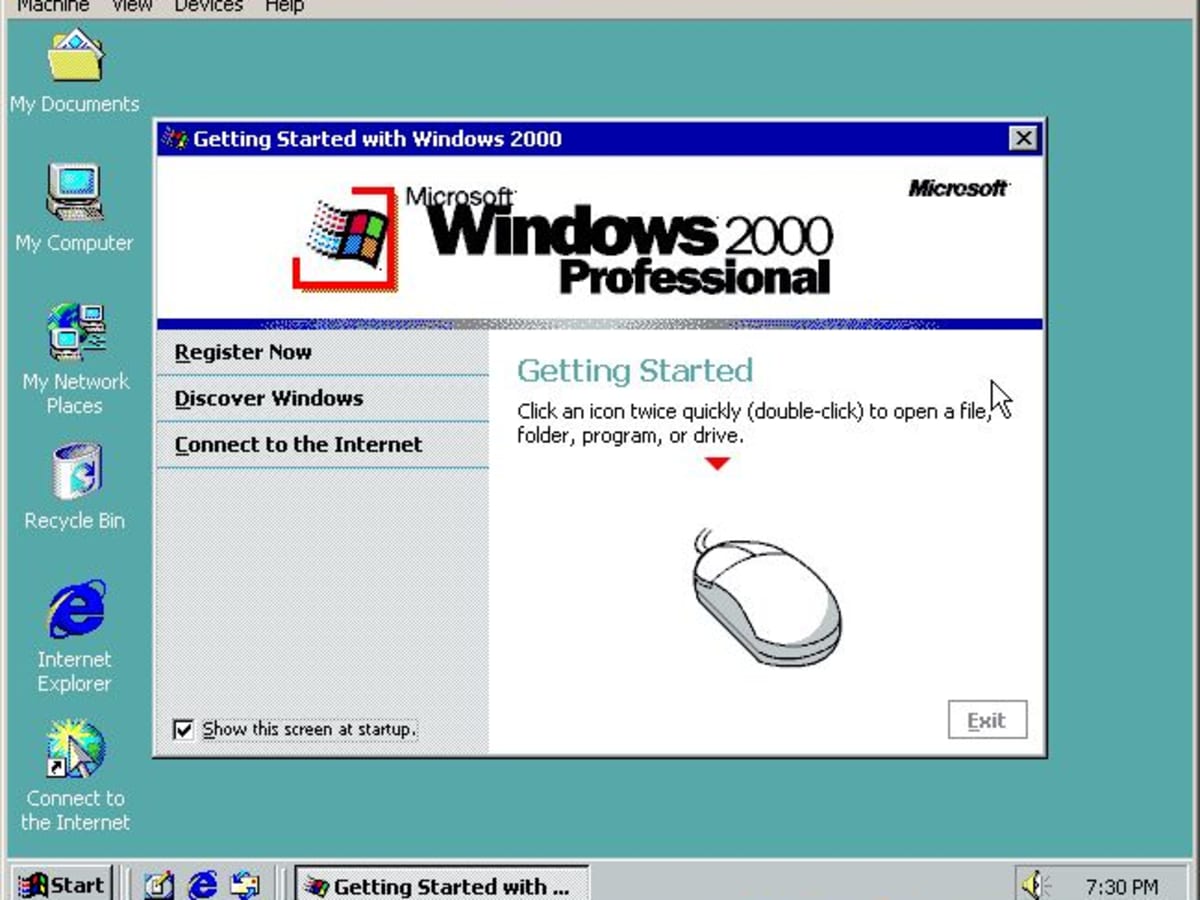 Machine View Devices Help
My Documents
My Computer
My Network
Places
Recycle Bin
Internet
Explorer
Connect to
the Internet
Getting Started with Windows 2000
Microsoft
Microsoft
Windows 2000
Professional
Register Now
Discover Windows
Connect to the Internet
Show this screen at startup.
Getting Started
Click an icon twice quickly (double-click) to open a file,
folder, program, or drive.
Exit
Start
Getting Started with ...
7:30 PM